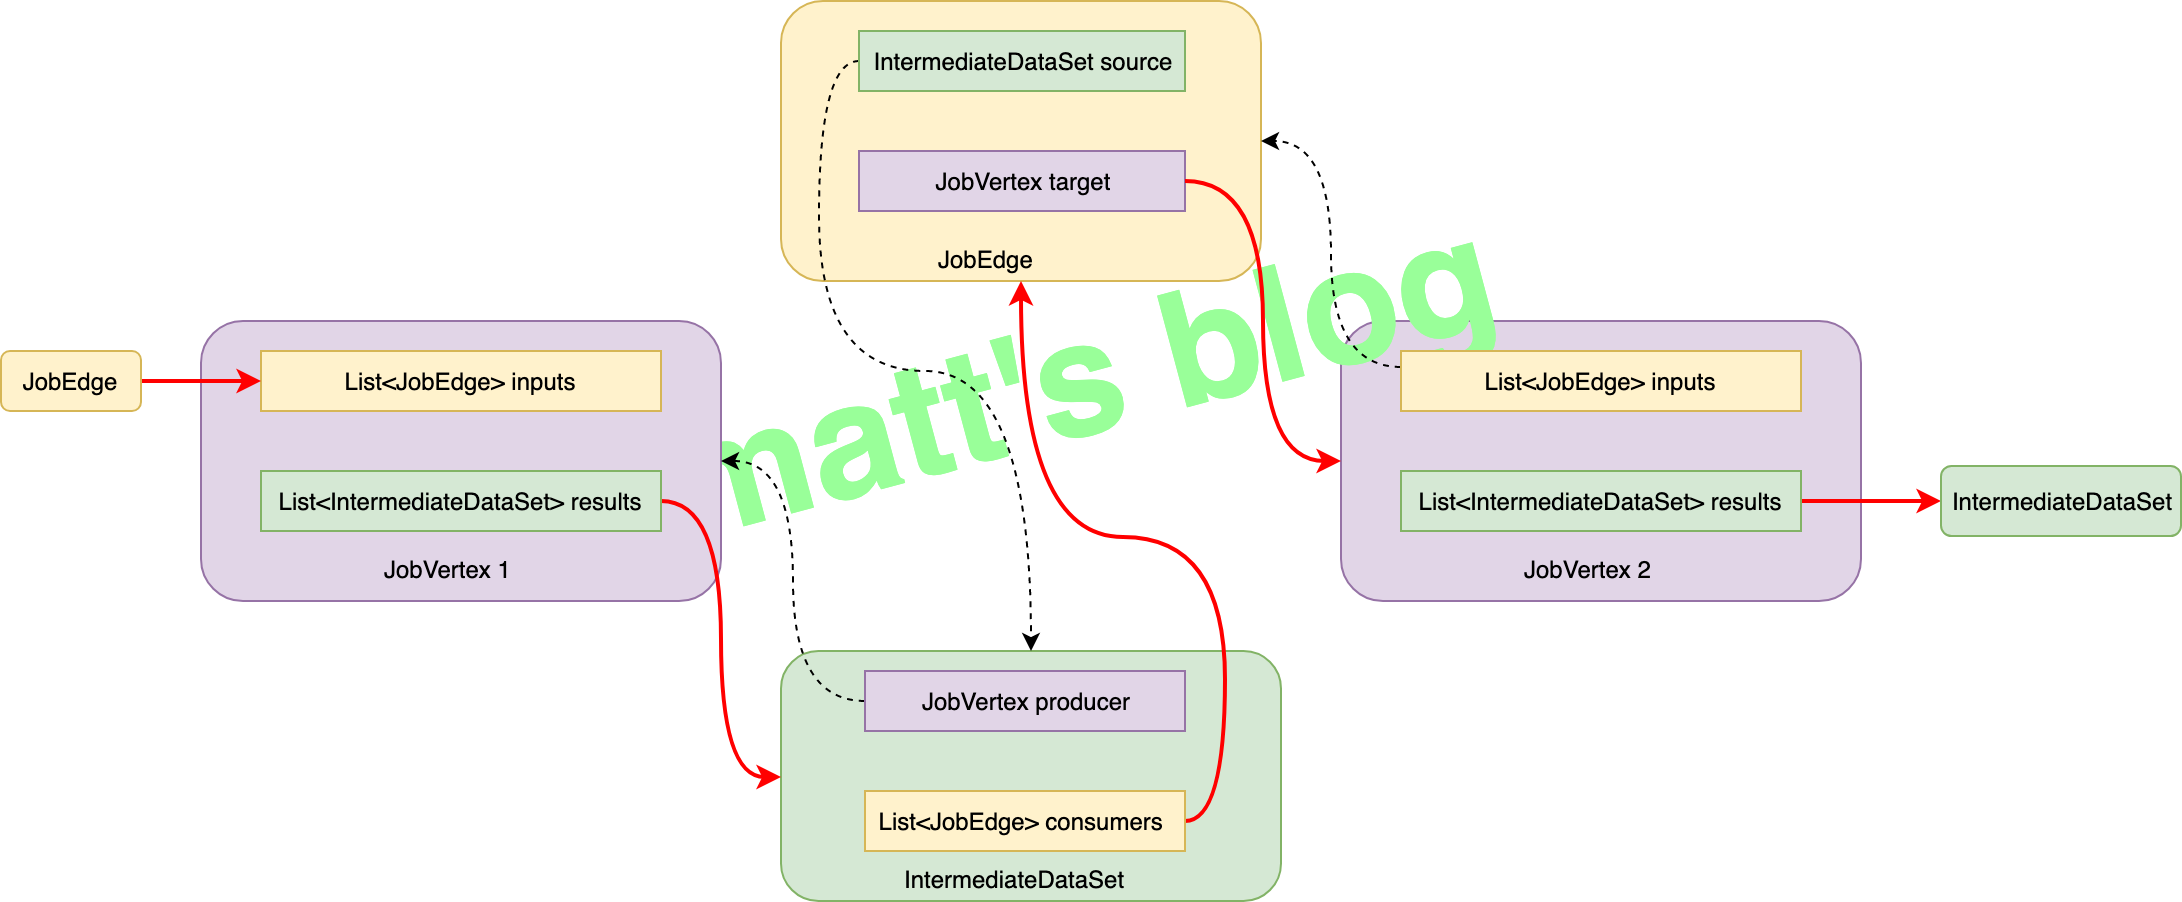 IntermediateDataSet source
JobVertex target
JobEdge
JobEdge
List<JobEdge> inputs
List<IntermediateDataSet> results
JobVertex 1
matt's blog
List<JobEdge> inputs
List<IntermediateDataSet> results
JobVertex 2
IntermediateDataSet
JobVertex producer
List<JobEdge> consumers
IntermediateDataSet